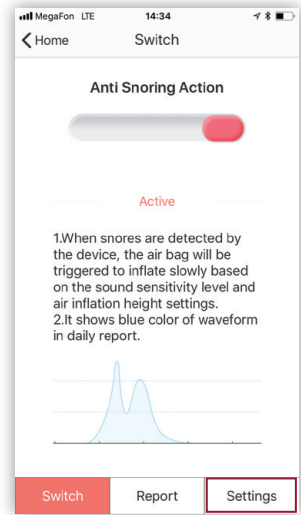 MegaFon LTE 14:34
Home Switch
Anti Snoring Action
Active
1.When snores are detected by
the device, the air bag will be
triggered to inflate slowly based
on the sound sensitivity level and
air inflation height settings.
2.It shows blue color of waveform
in daily report.
Switch Report Settings